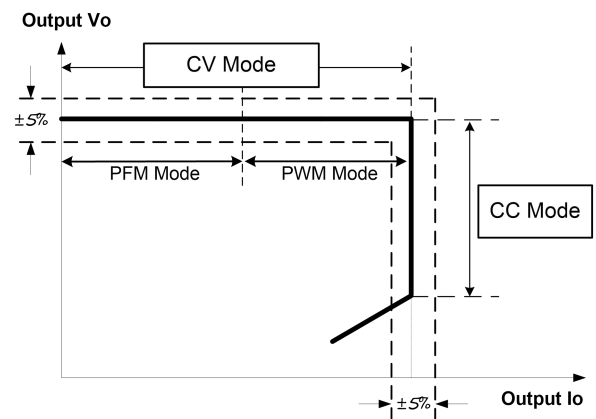 Output Vo
CV Mode
±5%
PFM Mode
PWM Mode
CC Mode
±5%
Output Io